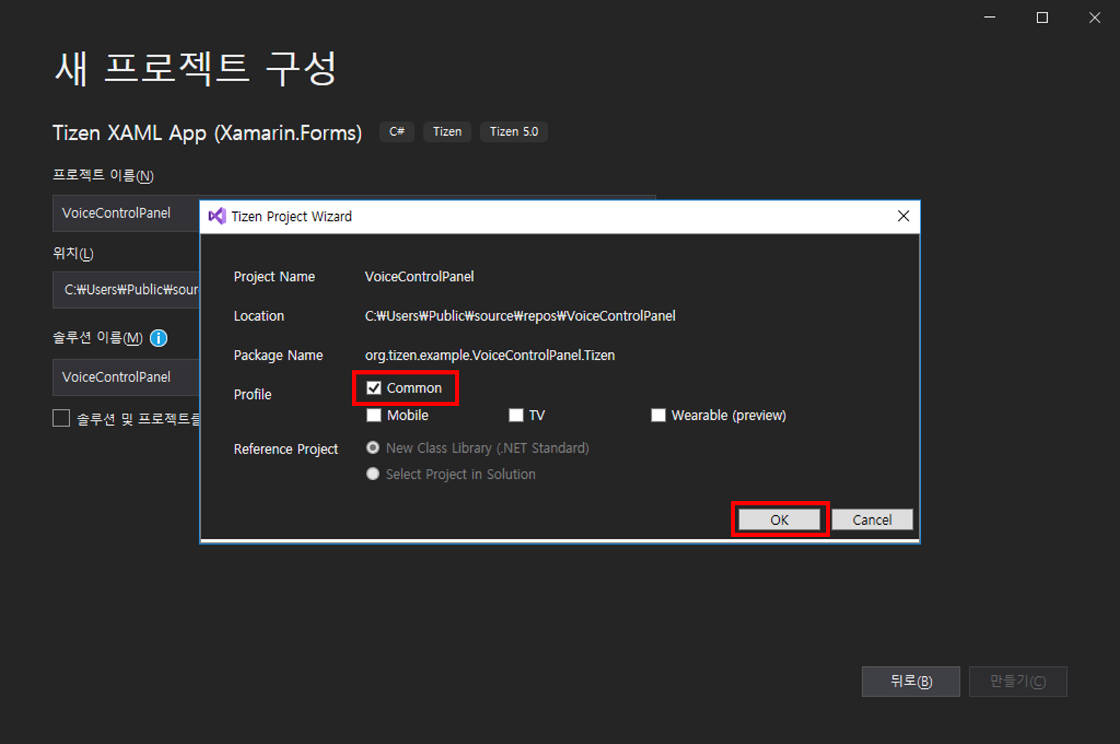 새 프로젝트 구성
Tizen XAML App (Xamarin.Forms) C# Tizen Tizen 5.0
프로젝트 이름(N)
VoiceControlPanel
위치(L)
C:₩Users₩Public₩sour
솔루션 이름(M)
VoiceControlPanel
솔루션 및 프로젝트를
Tizen Project Wizard
Project Name VoiceControlPanel
Location C:₩Users₩Public₩source₩repos₩VoiceControlPanel
Package Name org.tizen.example.VoiceControlPanel.Tizen
Profile Common
Mobile TV Wearable (preview)
Reference Project New Class Library (.NET Standard)
Select Project in Solution
OK Cancel
뒤로(B) 만들기(C)